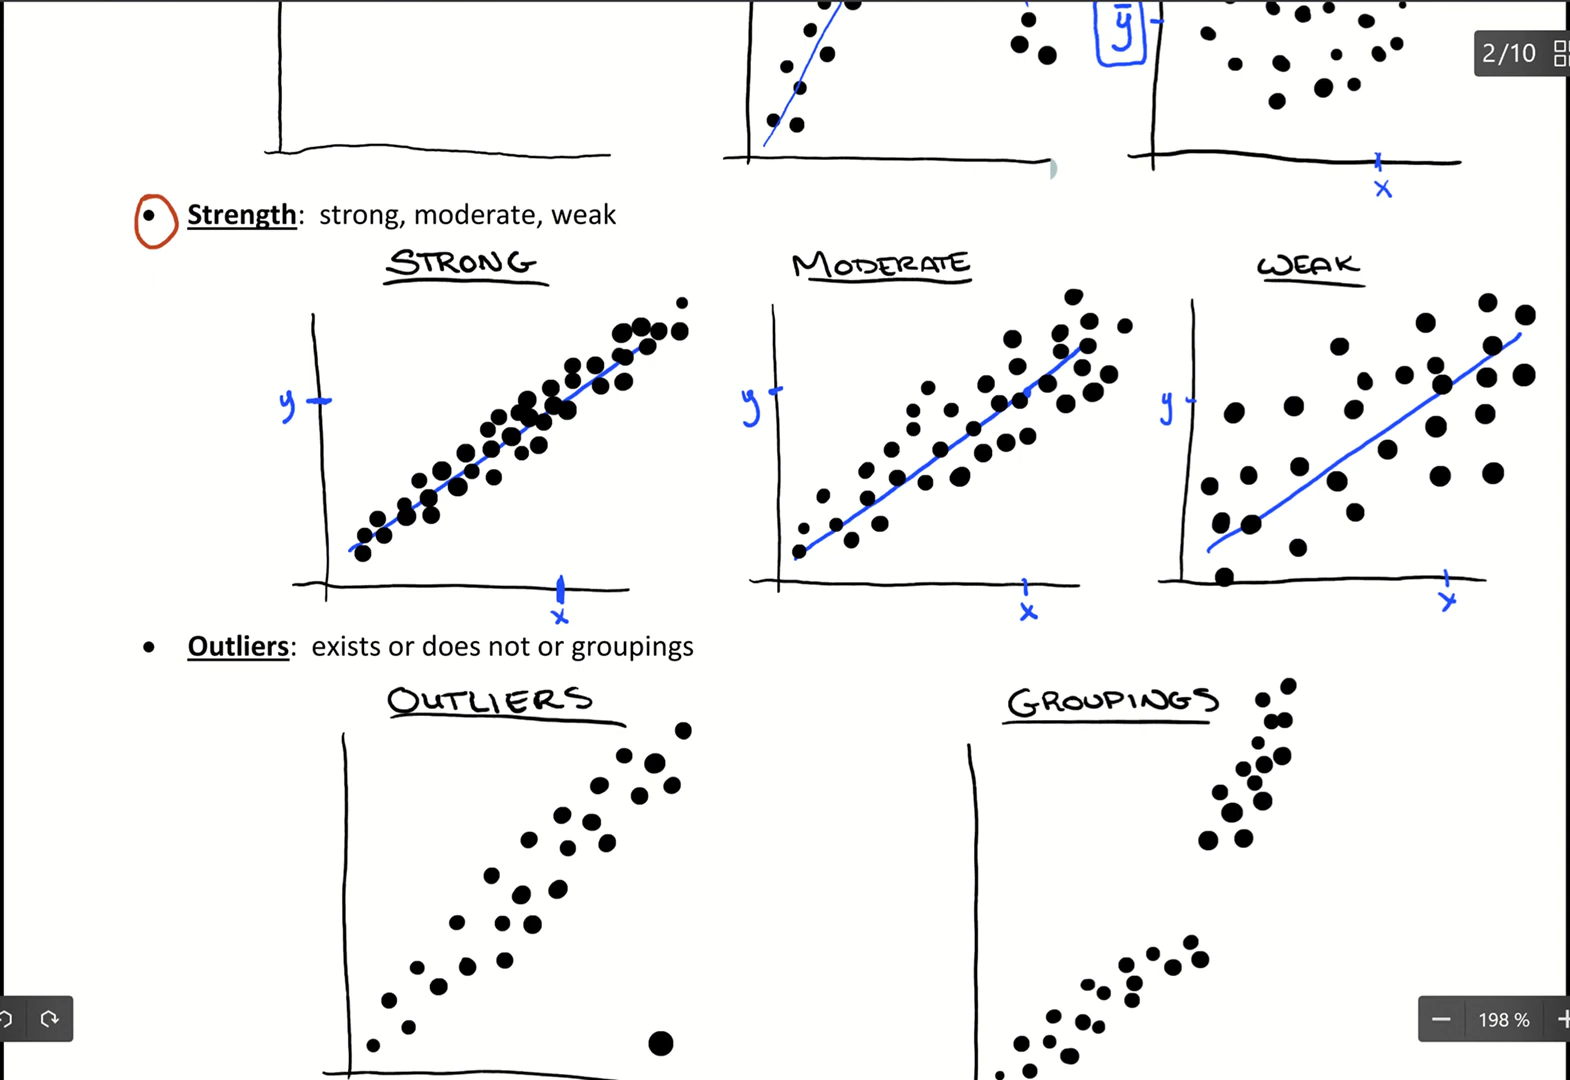 ȳ
2/10
x
• Strength: strong, moderate, weak
STRONG MODERATE WEAK
y y y
x x x
• Outliers: exists or does not or groupings
OUTLIERS GROUPINGS
198 %